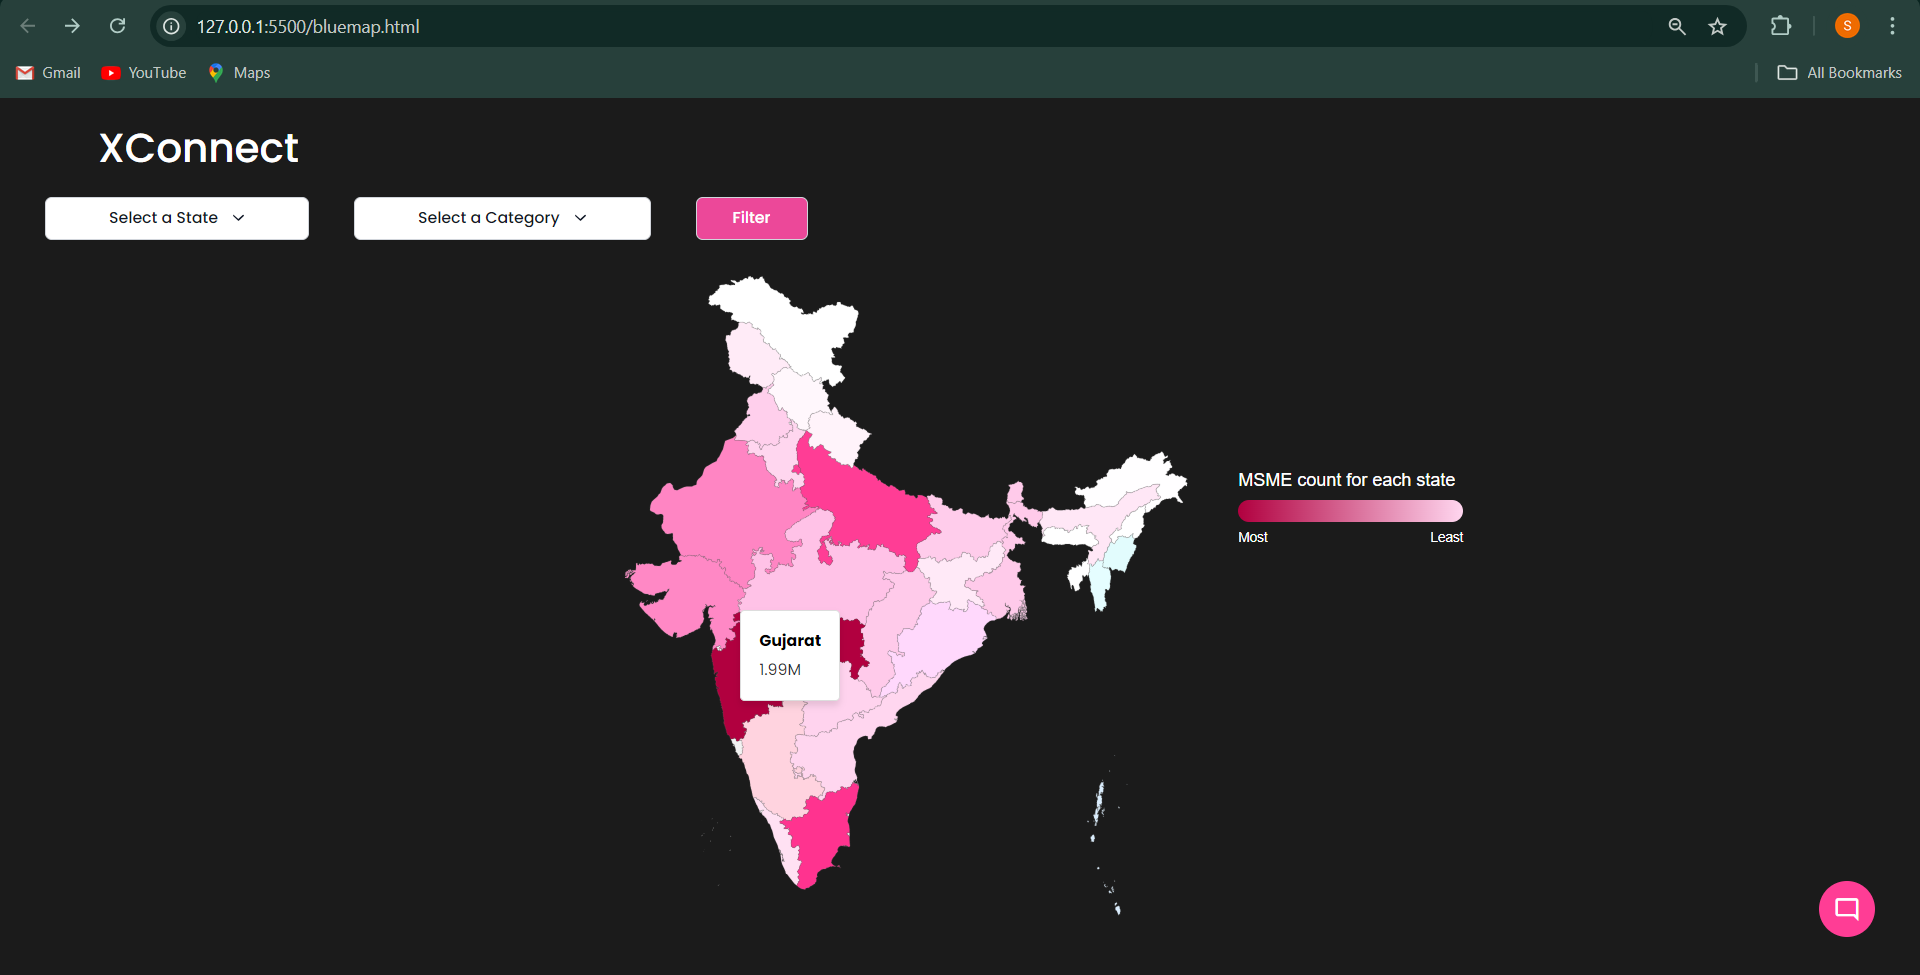 127.0.0.1:5500/bluemap.html
S
Gmail
YouTube
Maps
All Bookmarks
XConnect
Select a State
Select a Category
Filter
MSME count for each state
Most
Least
Gujarat
1.99M